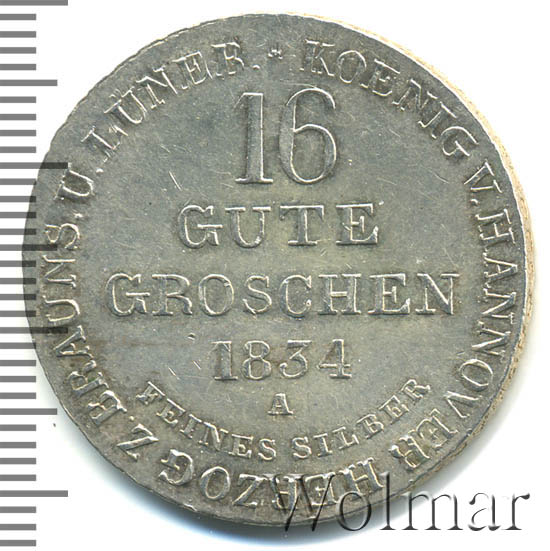 KOENIG V. HANNOVER HERZOG Z. BRAUNS. U. LÜNEB.
16
GUTE
GROSCHEN
1834
A
FEINES SILBER
Wolmar